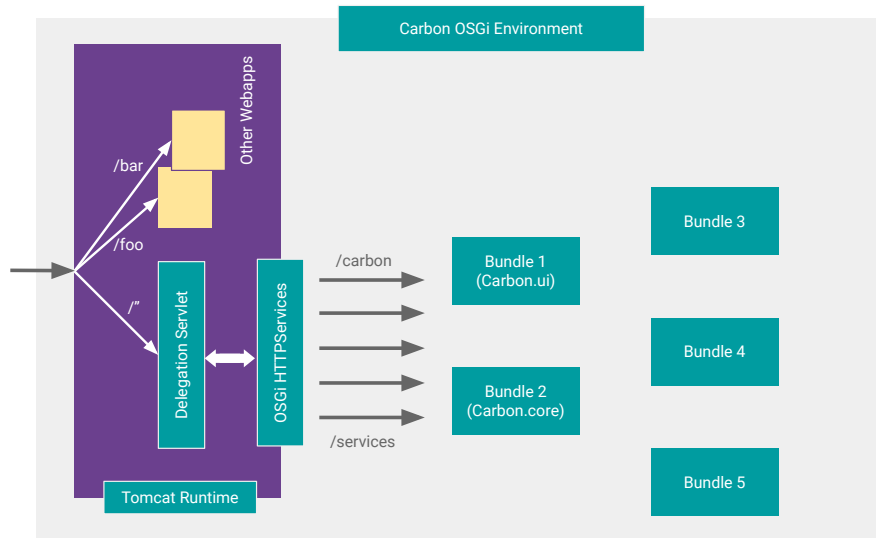 Carbon OSGi Environment
Other Webapps
/bar
/foo
/”
Delegation Servlet
OSGi HTTPServices
Tomcat Runtime
/carbon
/services
Bundle 1
(Carbon.ui)
Bundle 2
(Carbon.core)
Bundle 3
Bundle 4
Bundle 5